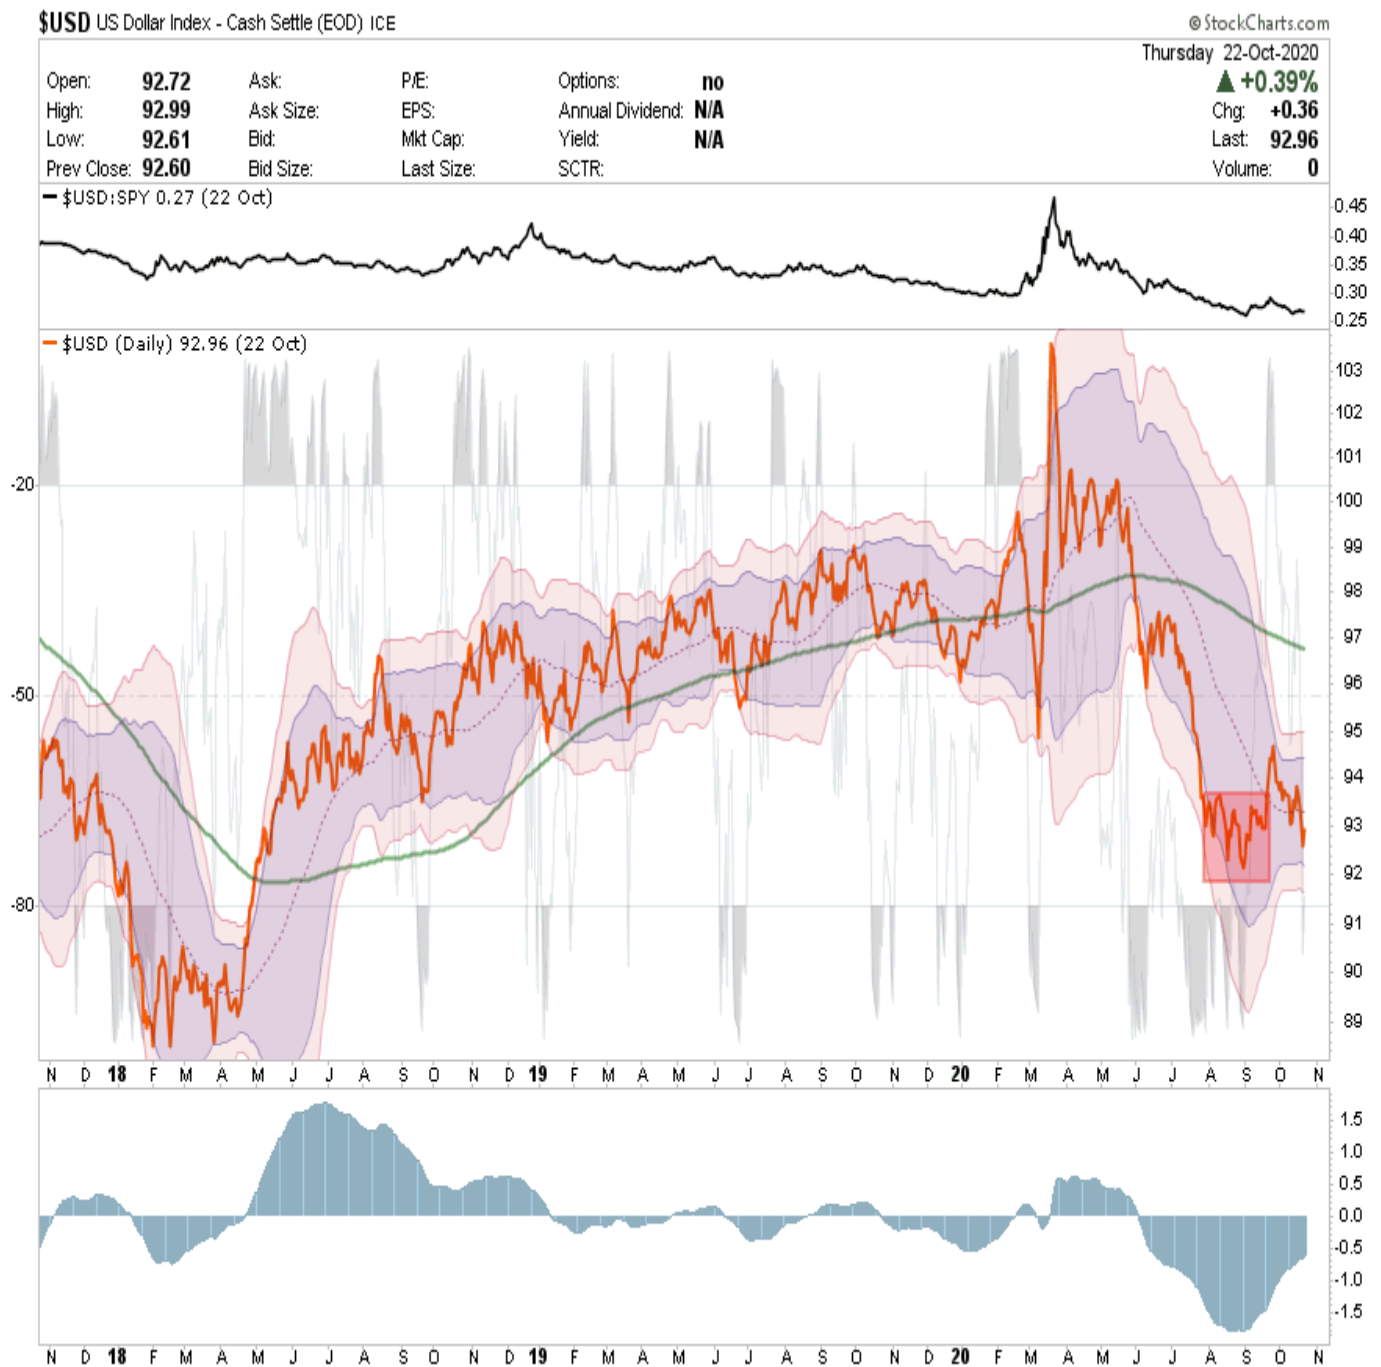 $USD US Dollar Index - Cash Settle (EOD) ICE
© StockCharts.com
Thursday 22-Oct-2020
Open: 92.72 Ask: P/E: Options: no ▲ +0.39%
High: 92.99 Ask Size: EPS: Annual Dividend: N/A Chg: +0.36
Low: 92.61 Bid: Mkt Cap: Yield: N/A Last: 92.96
Prev Close: 92.60 Bid Size: Last Size: SCTR: Volume: 0
$USD:SPY 0.27 (22 Oct)
0.45
0.40
0.35
0.30
0.25
$USD (Daily) 92.96 (22 Oct)
103
102
101
-20
100
99
98
97
96
-50
95
94
93
92
-80
91
90
89
N D 18 F M A M J J A S O N D 19 F M A M J J A S O N D 20 F M A M J J A S O N
1.5
1.0
0.5
0.0
-0.5
-1.0
-1.5
N D 18 F M A M J J A S O N D 19 F M A M J J A S O N D 20 F M A M J J A S O N